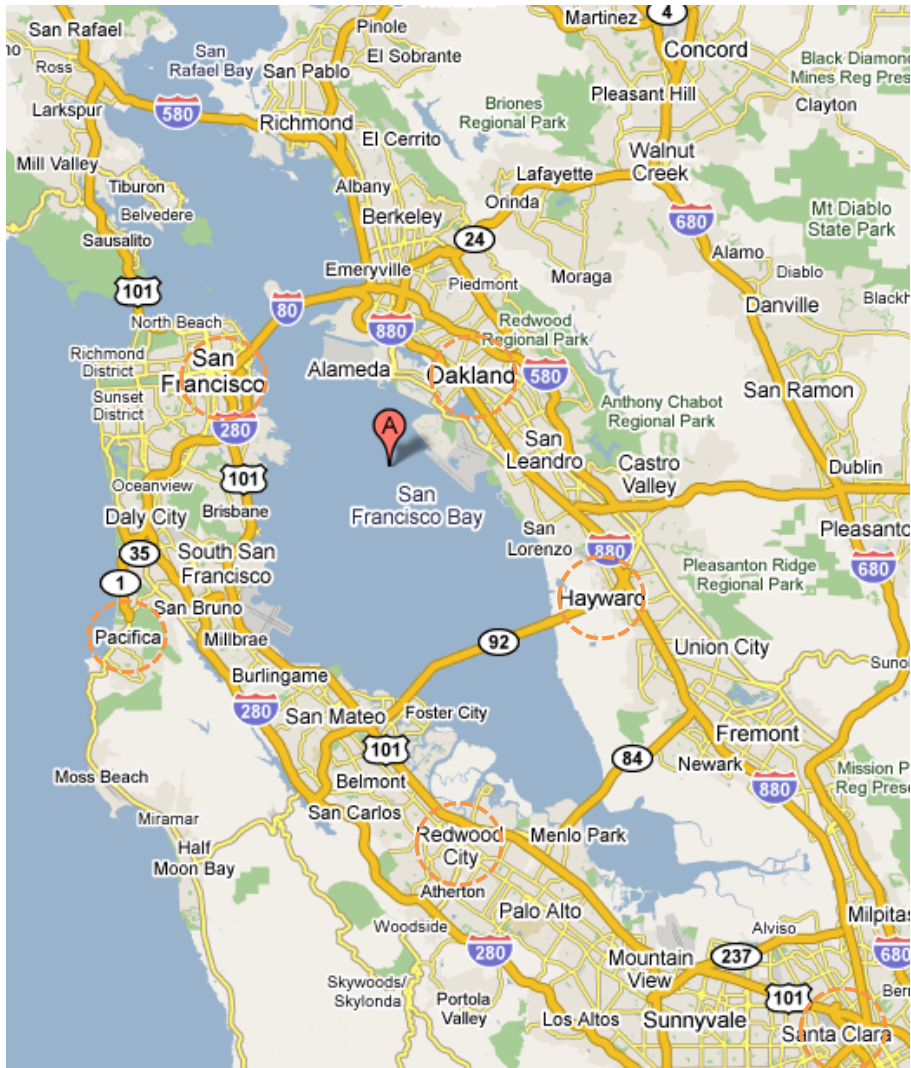 San Rafael
Pinole
Martinez
4
Concord
San
Rafael Bay
El Sobrante
Ross
San Pablo
Black Diamond
Mines Reg Pres
Pleasant Hill
Larkspur
580
Briones
Regional Park
Clayton
Richmond
El Cerrito
Walnut
Creek
Mill Valley
Lafayette
Tiburon
Albany
Orinda
Belvedere
Berkeley
680
Mt Diablo
State Park
Sausalito
24
Alamo
Emeryville
Diablo
101
Piedmont
Moraga
80
Danville
Blackh
North Beach
880
Redwood
Regional Park
San
Francisco
Richmond
District
Alameda
Oakland
580
San Ramon
Sunset
District
Anthony Chabot
Regional Park
A
280
San
Leandro
Castro
Valley
Dublin
101
Oceanview
San
Francisco Bay
Brisbane
Daly City
San
Lorenzo
Pleasanto
35
South San
Francisco
880
Pleasanton Ridge
Regional Park
680
1
San Bruno
Hayward
Pacifica
Millbrae
92
Union City
Burlingame
Suno
280
San Mateo
Foster City
Fremont
101
84
Newark
Moss Beach
Belmont
Mission P
Reg Prese
880
San Carlos
Miramar
Redwood
City
Menlo Park
Half
Moon Bay
Atherton
Palo Alto
Woodside
Alviso
Milpitas
280
237
680
Mountain
View
Skywoods/
Skylonda
Portola
Valley
101
Ber
Los Altos
Sunnyvale
Santa Clara